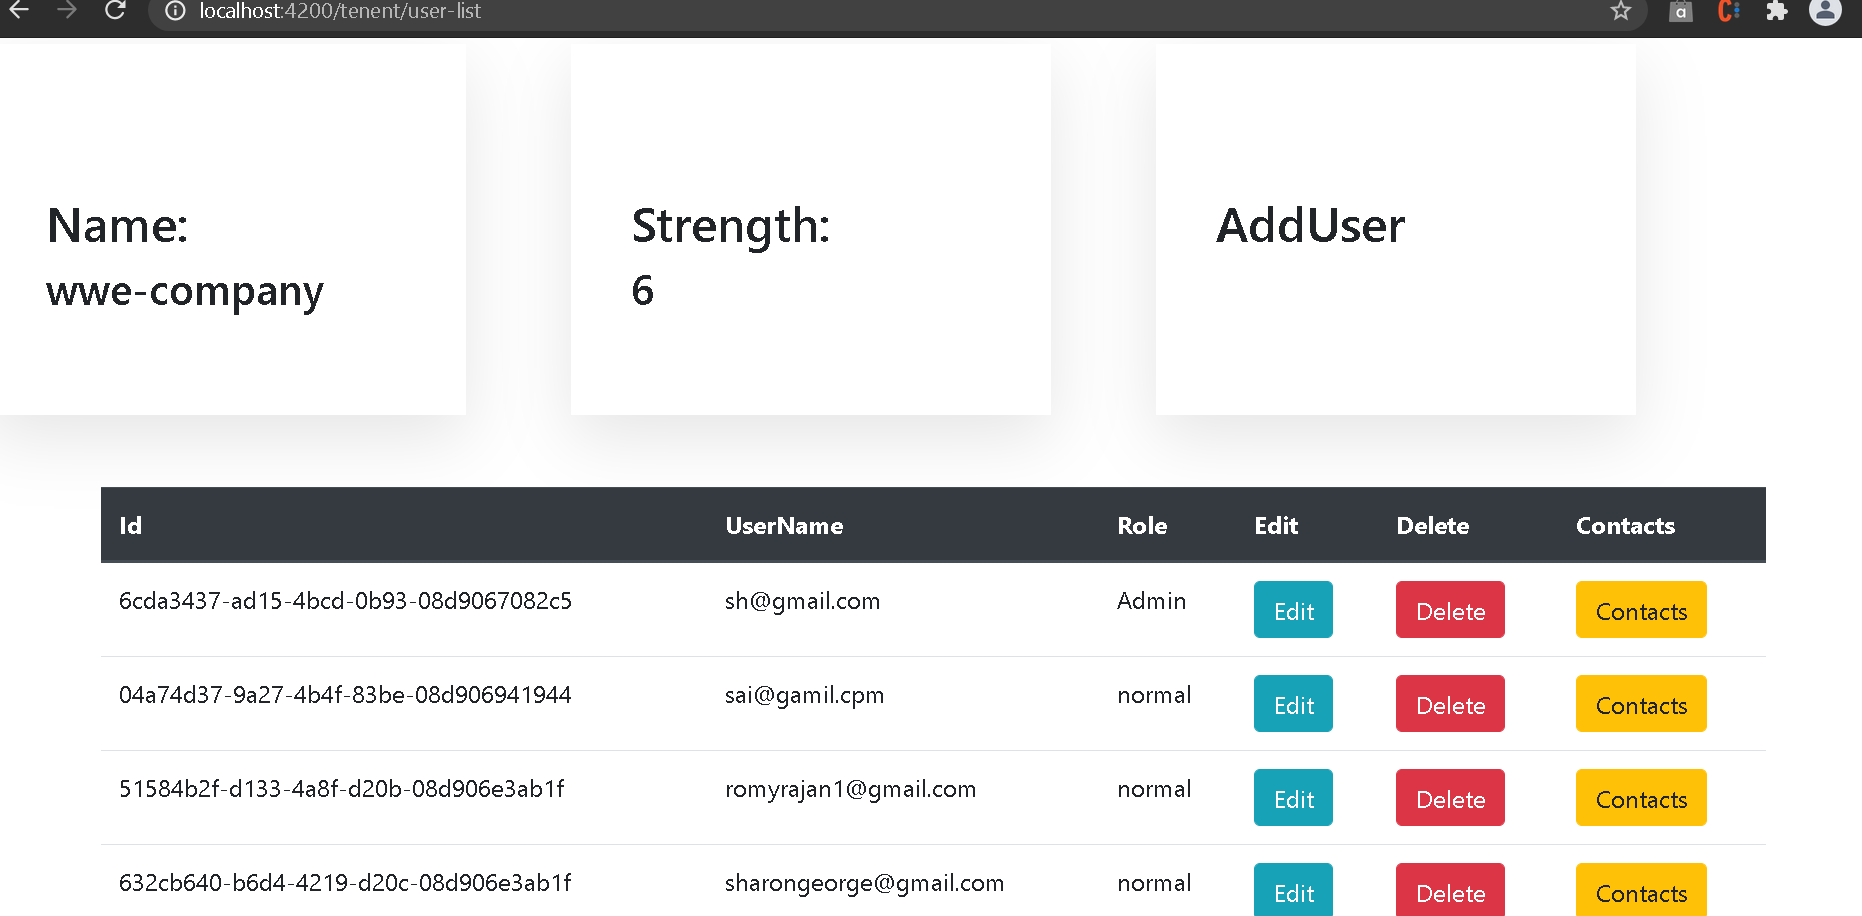 localhost:4200/tenent/user-list
Name: Strength: AddUser
wwe-company 6
Id UserName Role Edit Delete Contacts
6cda3437-ad15-4bcd-0b93-08d9067082c5 sh@gmail.com Admin Edit Delete Contacts
04a74d37-9a27-4b4f-83be-08d906941944 sai@gamil.cpm normal Edit Delete Contacts
51584b2f-d133-4a8f-d20b-08d906e3ab1f romyrajan1@gmail.com normal Edit Delete Contacts
632cb640-b6d4-4219-d20c-08d906e3ab1f sharongeorge@gmail.com normal Edit Delete Contacts